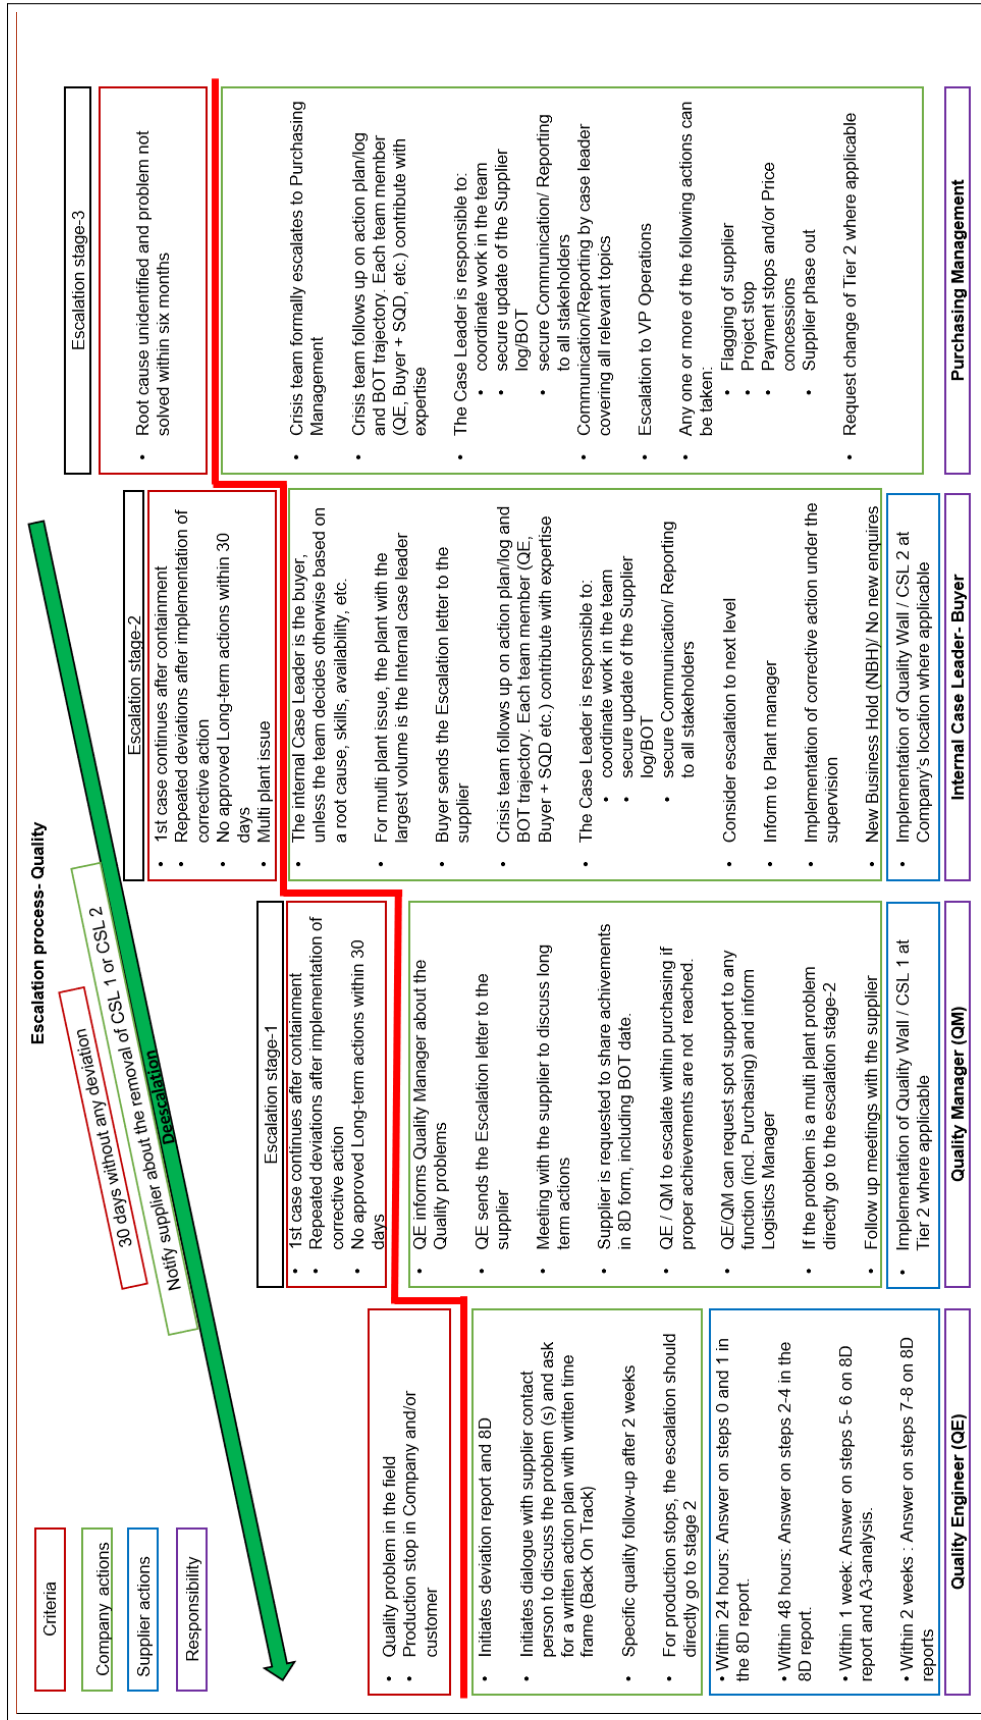 Escalation process- Quality
Criteria
Company actions
Supplier actions
Responsibility
30 days without any deviation
Notify supplier about the removal of CSL 1 or CSL 2
Deescalation
• Quality problem in the field
• Production stop in Company and/or
customer
• Initiates deviation report and 8D
• Initiates dialogue with supplier contact
person to discuss the problem (s) and ask
for a written action plan with written time
frame (Back On Track)
• Specific quality follow-up after 2 weeks
• For production stops, the escalation should
directly go to stage 2
• Within 24 hours: Answer on steps 0 and 1 in
the 8D report.
• Within 48 hours: Answer on steps 2-4 in the
8D report.
• Within 1 week: Answer on steps 5- 6 on 8D
report and A3-analysis.
• Within 2 weeks : Answer on steps 7-8 on 8D
reports
Quality Engineer (QE)
Escalation stage-1
• 1st case continues after containment
• Repeated deviations after implementation of
corrective action
• No approved Long-term actions within 30
days
• QE informs Quality Manager about the
Quality problems
• QE sends the Escalation letter to the
supplier
• Meeting with the supplier to discuss long
term actions
• Supplier is requested to share achivements
in 8D form, including BOT date.
• QE / QM to escalate within purchasing if
proper achievements are not reached.
• QE/QM can request spot support to any
function (incl. Purchasing) and inform
Logistics Manager
• If the problem is a multi plant problem
directly go to the escalation stage-2
• Follow up meetings with the supplier
• Implementation of Quality Wall / CSL 1 at
Tier 2 where applicable
Quality Manager (QM)
Escalation stage-2
• 1st case continues after containment
• Repeated deviations after implementation of
corrective action
• No approved Long-term actions within 30
days
• Multi plant issue
• The internal Case Leader is the buyer,
unless the team decides otherwise based on
a root cause, skills, availability, etc.
• For multi plant issue, the plant with the
largest volume is the Internal case leader
• Buyer sends the Escalation letter to the
supplier
• Crisis team follows up on action plan/log and
BOT trajectory. Each team member (QE,
Buyer + SQD etc.) contribute with expertise
• The Case Leader is responsible to:
• coordinate work in the team
• secure update of the Supplier
log/BOT
• secure Communication/ Reporting
to all stakeholders
• Consider escalation to next level
• Inform to Plant manager
• Implementation of corrective action under the
supervision
• New Business Hold (NBH)/ No new enquires
• Implementation of Quality Wall / CSL 2 at
Company's location where applicable
Internal Case Leader- Buyer
Escalation stage-3
• Root cause unidentified and problem not
solved within six months
• Crisis team formally escalates to Purchasing
Management
• Crisis team follows up on action plan/log
and BOT trajectory. Each team member
(QE, Buyer + SQD, etc.) contribute with
expertise
• The Case Leader is responsible to:
• coordinate work in the team
• secure update of the Supplier
log/BOT
• secure Communication/ Reporting
to all stakeholders
• Communication/Reporting by case leader
covering all relevant topics
• Escalation to VP Operations
• Any one or more of the following actions can
be taken:
• Flagging of supplier
• Project stop
• Payment stops and/or Price
concessions
• Supplier phase out
• Request change of Tier 2 where applicable
Purchasing Management